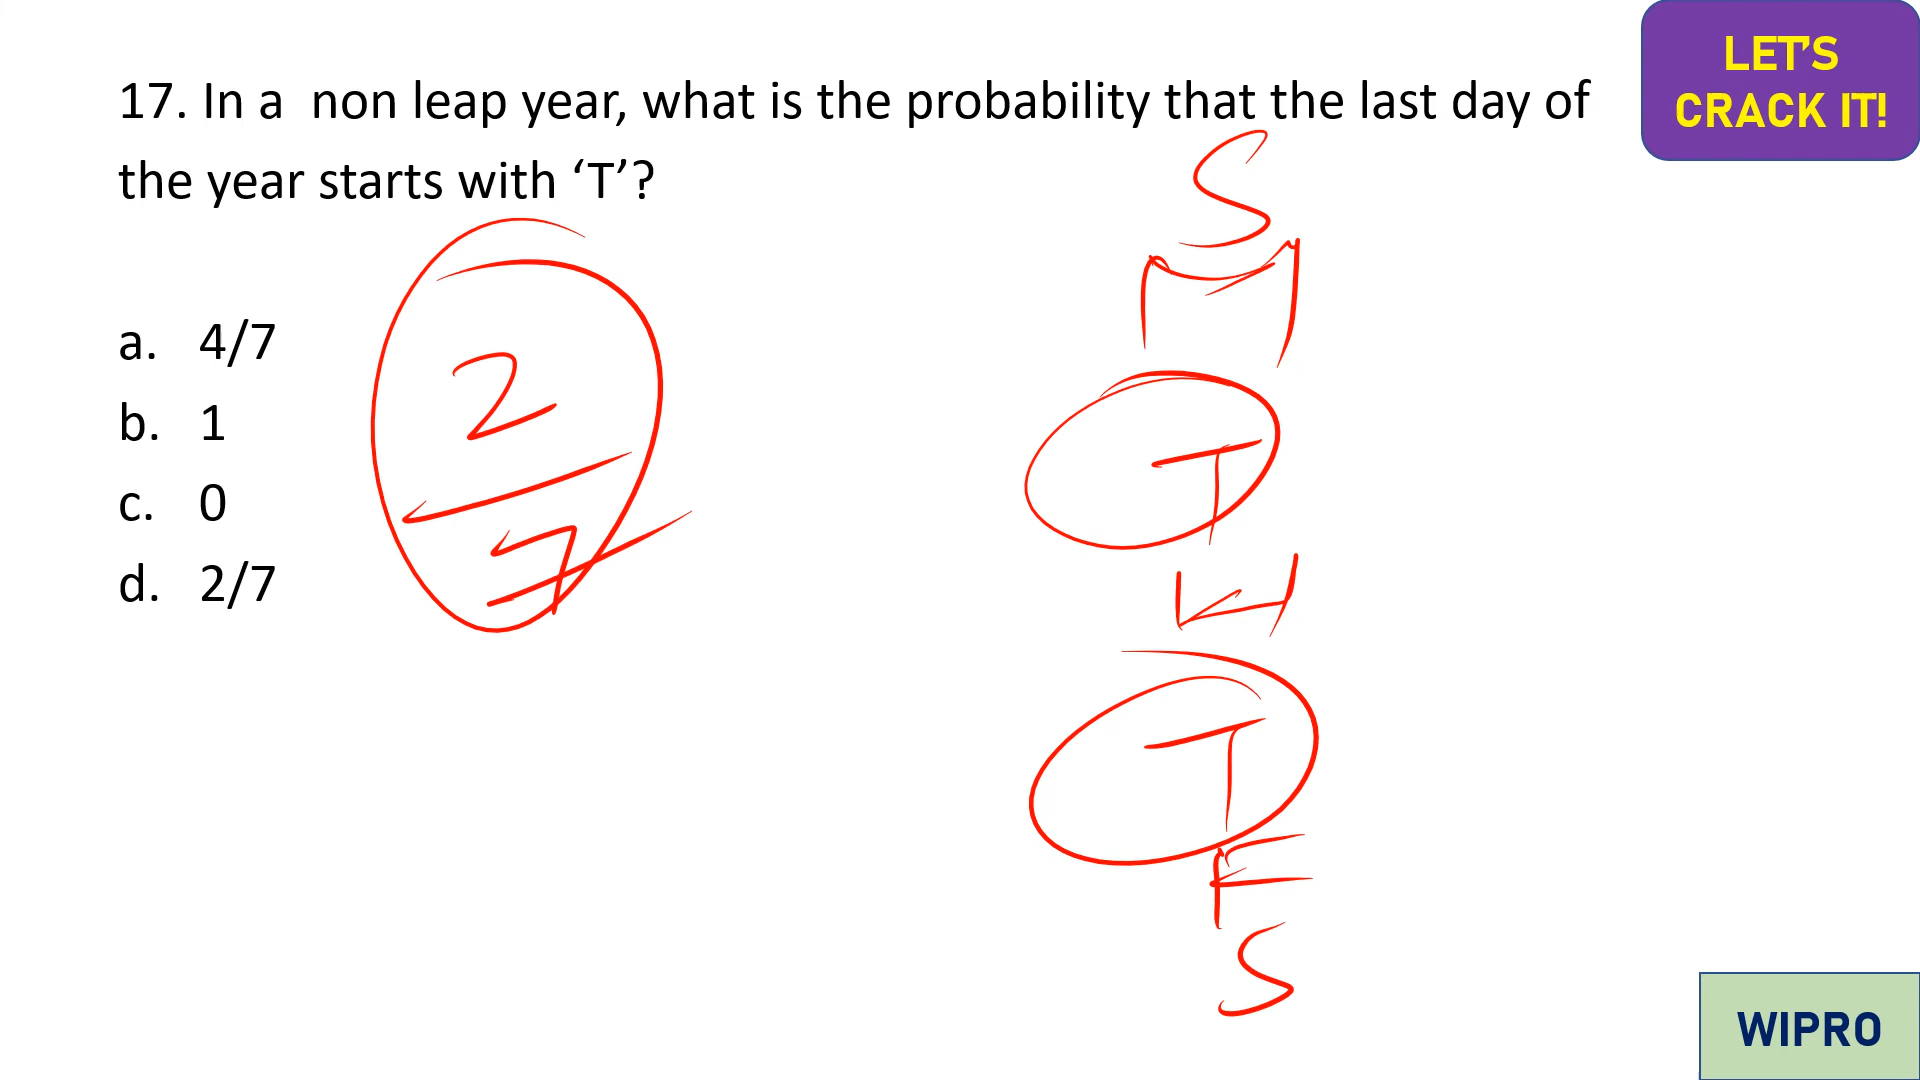 17. In a  non leap year, what is the probability that the last day of
the year starts with ‘T’?
LET'S
CRACK IT!
a. 4/7
b. 1
c. 0
d. 2/7
2
7
S
M
T
W
T
F
S
WIPRO